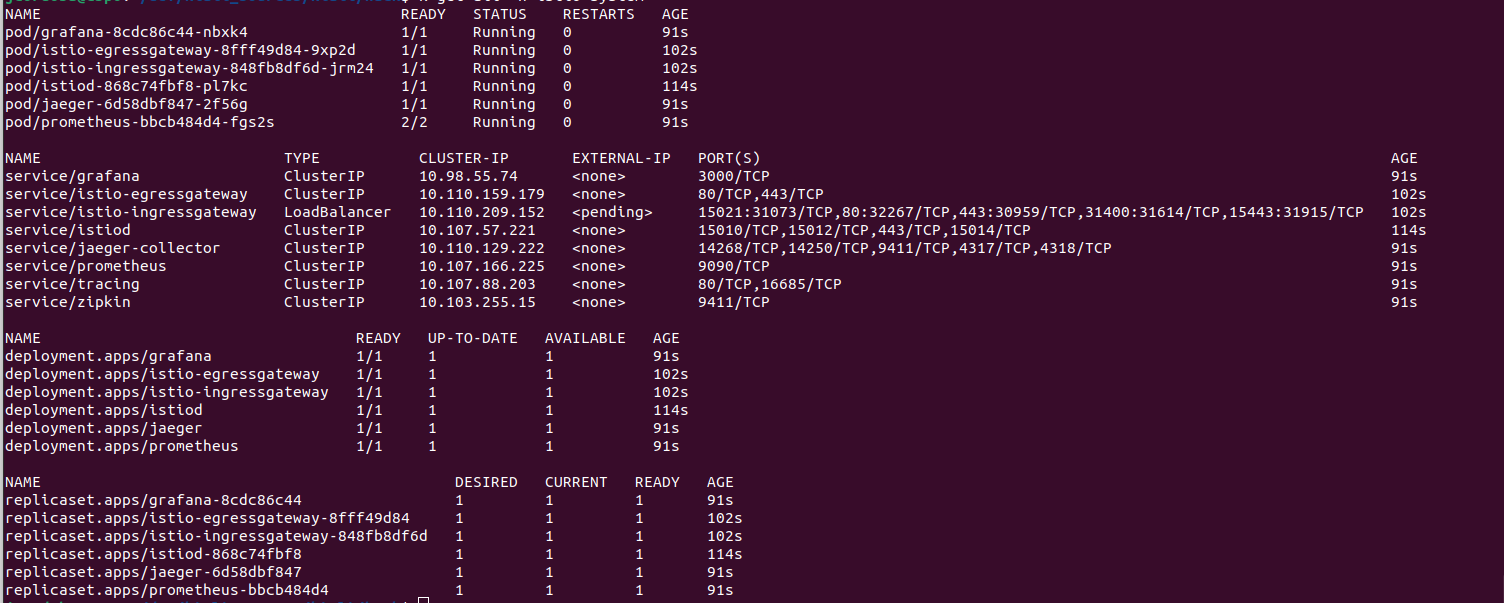 NAME READY STATUS RESTARTS AGE
pod/grafana-8cdc86c44-nbxk4 1/1 Running 0 91s
pod/istio-egressgateway-8fff49d84-9xp2d 1/1 Running 0 102s
pod/istio-ingressgateway-848fb8df6d-jrm24 1/1 Running 0 102s
pod/istiod-868c74fbf8-pl7kc 1/1 Running 0 114s
pod/jaeger-6d58dbf847-2f56g 1/1 Running 0 91s
pod/prometheus-bbcb484d4-fgs2s 2/2 Running 0 91s
NAME TYPE CLUSTER-IP EXTERNAL-IP PORT(S) AGE
service/grafana ClusterIP 10.98.55.74 <none> 3000/TCP 91s
service/istio-egressgateway ClusterIP 10.110.159.179 <none> 80/TCP,443/TCP 102s
service/istio-ingressgateway LoadBalancer 10.110.209.152 <pending> 15021:31073/TCP,80:32267/TCP,443:30959/TCP,31400:31614/TCP,15443:31915/TCP 102s
service/istiod ClusterIP 10.107.57.221 <none> 15010/TCP,15012/TCP,443/TCP,15014/TCP 114s
service/jaeger-collector ClusterIP 10.110.129.222 <none> 14268/TCP,14250/TCP,9411/TCP,4317/TCP,4318/TCP 91s
service/prometheus ClusterIP 10.107.166.225 <none> 9090/TCP 91s
service/tracing ClusterIP 10.107.88.203 <none> 80/TCP,16685/TCP 91s
service/zipkin ClusterIP 10.103.255.15 <none> 9411/TCP 91s
NAME READY UP-TO-DATE AVAILABLE AGE
deployment.apps/grafana 1/1 1 1 91s
deployment.apps/istio-egressgateway 1/1 1 1 102s
deployment.apps/istio-ingressgateway 1/1 1 1 102s
deployment.apps/istiod 1/1 1 1 114s
deployment.apps/jaeger 1/1 1 1 91s
deployment.apps/prometheus 1/1 1 1 91s
NAME DESIRED CURRENT READY AGE
replicaset.apps/grafana-8cdc86c44 1 1 1 91s
replicaset.apps/istio-egressgateway-8fff49d84 1 1 1 102s
replicaset.apps/istio-ingressgateway-848fb8df6d 1 1 1 102s
replicaset.apps/istiod-868c74fbf8 1 1 1 114s
replicaset.apps/jaeger-6d58dbf847 1 1 1 91s
replicaset.apps/prometheus-bbcb484d4 1 1 1 91s